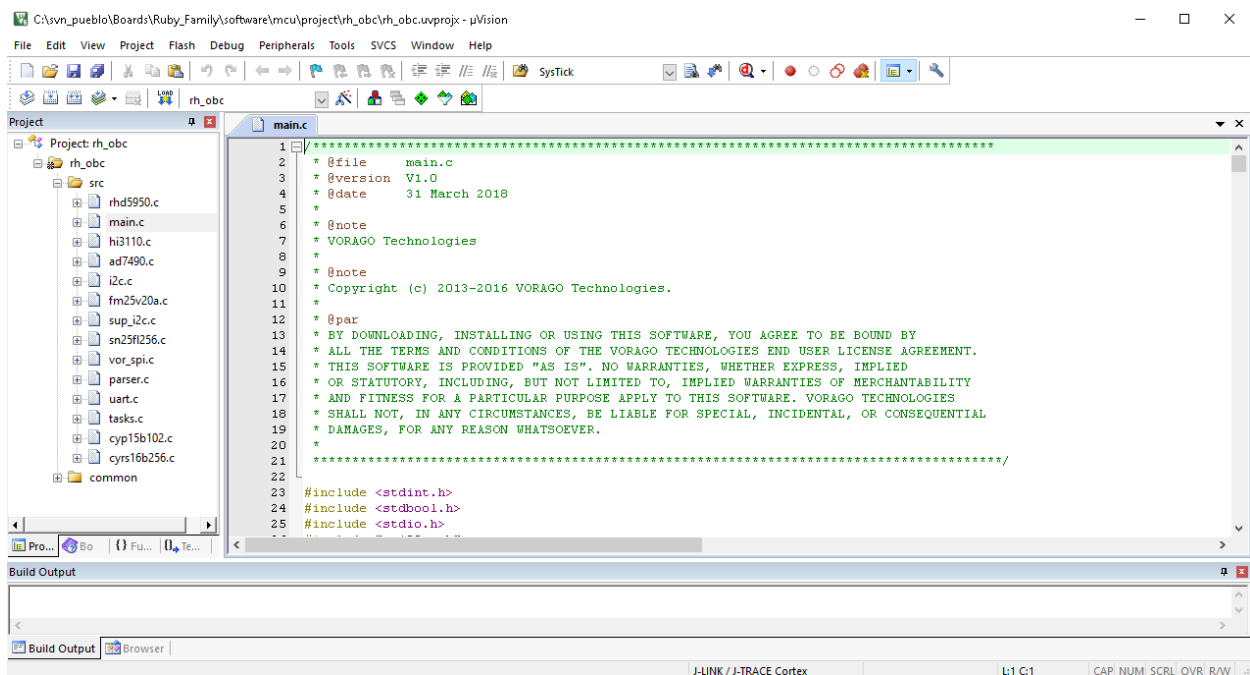 C:\svn_pueblo\Boards\Ruby_Family\software\mcu\project\rh_obc\rh_obc.uvprojx - µVision
File Edit View Project Flash Debug Peripherals Tools SVCS Window Help
SysTick
LOAD rh_obc
Project
main.c
Project: rh_obc
rh_obc
src
rhd5950.c
main.c
hi3110.c
ad7490.c
i2c.c
fm25v20a.c
sup_i2c.c
sn25fl256.c
vor_spi.c
parser.c
uart.c
tasks.c
cyp15b102.c
cyrs16b256.c
common
Pro... Bo {} Fu... Te...
1 /****************************************************************************************
2 * @file main.c
3 * @version V1.0
4 * @date 31 March 2018
5 *
6 * @note
7 * VORAGO Technologies
8 *
9 * @note
10 * Copyright (c) 2013-2016 VORAGO Technologies.
11 *
12 * @par
13 * BY DOWNLOADING, INSTALLING OR USING THIS SOFTWARE, YOU AGREE TO BE BOUND BY
14 * ALL THE TERMS AND CONDITIONS OF THE VORAGO TECHNOLOGIES END USER LICENSE AGREEMENT.
15 * THIS SOFTWARE IS PROVIDED "AS IS". NO WARRANTIES, WHETHER EXPRESS, IMPLIED
16 * OR STATUTORY, INCLUDING, BUT NOT LIMITED TO, IMPLIED WARRANTIES OF MERCHANTABILITY
17 * AND FITNESS FOR A PARTICULAR PURPOSE APPLY TO THIS SOFTWARE. VORAGO TECHNOLOGIES
18 * SHALL NOT, IN ANY CIRCUMSTANCES, BE LIABLE FOR SPECIAL, INCIDENTAL, OR CONSEQUENTIAL
19 * DAMAGES, FOR ANY REASON WHATSOEVER.
20 *
21 ****************************************************************************************/
22
23 #include <stdint.h>
24 #include <stdbool.h>
25 #include <stdio.h>
Build Output
Build Output Browser
J-LINK / J-TRACE Cortex L:1 C:1 CAP NUM SCRL OVR R/W